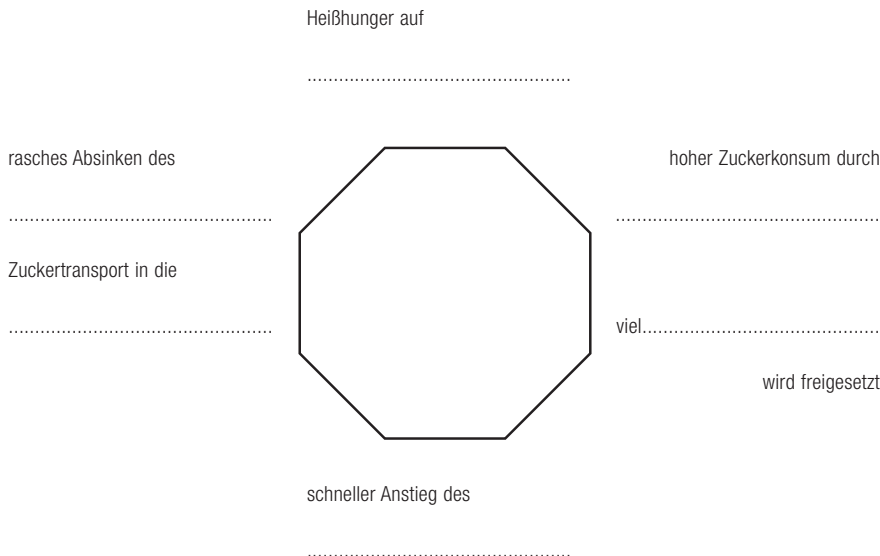 Heißhunger auf
..................................................
rasches Absinken des
hoher Zuckerkonsum durch
..................................................
..................................................
Zuckertransport in die
..................................................
viel.............................................
wird freigesetzt
schneller Anstieg des
..................................................